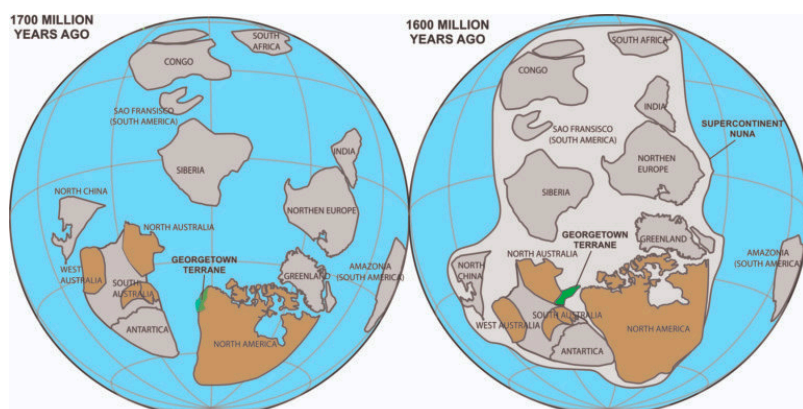 1700 MILLION
YEARS AGO
SOUTH
AFRICA
CONGO
SAO FRANSISCO
(SOUTH AMERICA)
INDIA
SIBERIA
NORTH CHINA
NORTHEN EUROPE
NORTH AUSTRALIA
GEORGETOWN
TERRANE
WEST
AUSTRALIA
SOUTH
AUSTRALIA
GREENLAND
AMAZONIA
(SOUTH AMERICA)
ANTARTICA
NORTH AMERICA
1600 MILLION
YEARS AGO
SOUTH AFRICA
CONGO
INDIA
SAO FRANSISCO
(SOUTH AMERICA)
SUPERCONTINENT
NUNA
NORTHEN
EUROPE
SIBERIA
GEORGETOWN
TERRANE
GREENLAND
NORTH AUSTRALIA
NORTH
CHINA
AMAZONIA
(SOUTH AMERICA)
SOUTH AUSTRALIA
WEST AUSTRALIA
NORTH AMERICA
ANTARTICA